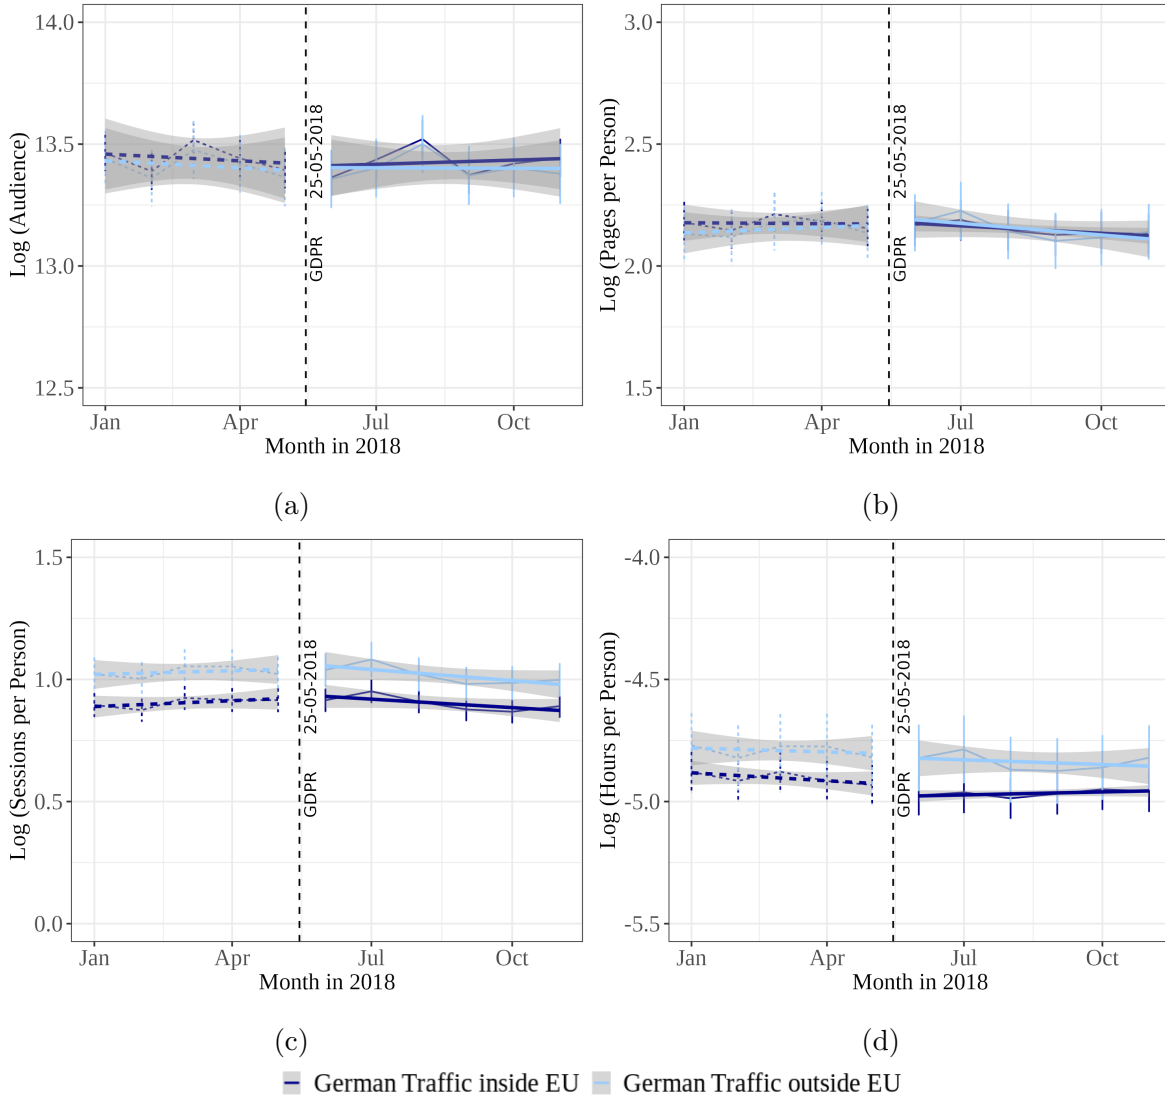 14.0
13.5
13.0
12.5
Log (Audience)
25-05-2018
GDPR
Jan Apr Jul Oct
Month in 2018
(a)
3.0
2.5
2.0
1.5
Log (Pages per Person)
25-05-2018
GDPR
Jan Apr Jul Oct
Month in 2018
(b)
1.5
1.0
0.5
0.0
Log (Sessions per Person)
25-05-2018
GDPR
Jan Apr Jul Oct
Month in 2018
(c)
-4.0
-4.5
-5.0
-5.5
Log (Hours per Person)
25-05-2018
GDPR
Jan Apr Jul Oct
Month in 2018
(d)
German Traffic inside EU German Traffic outside EU